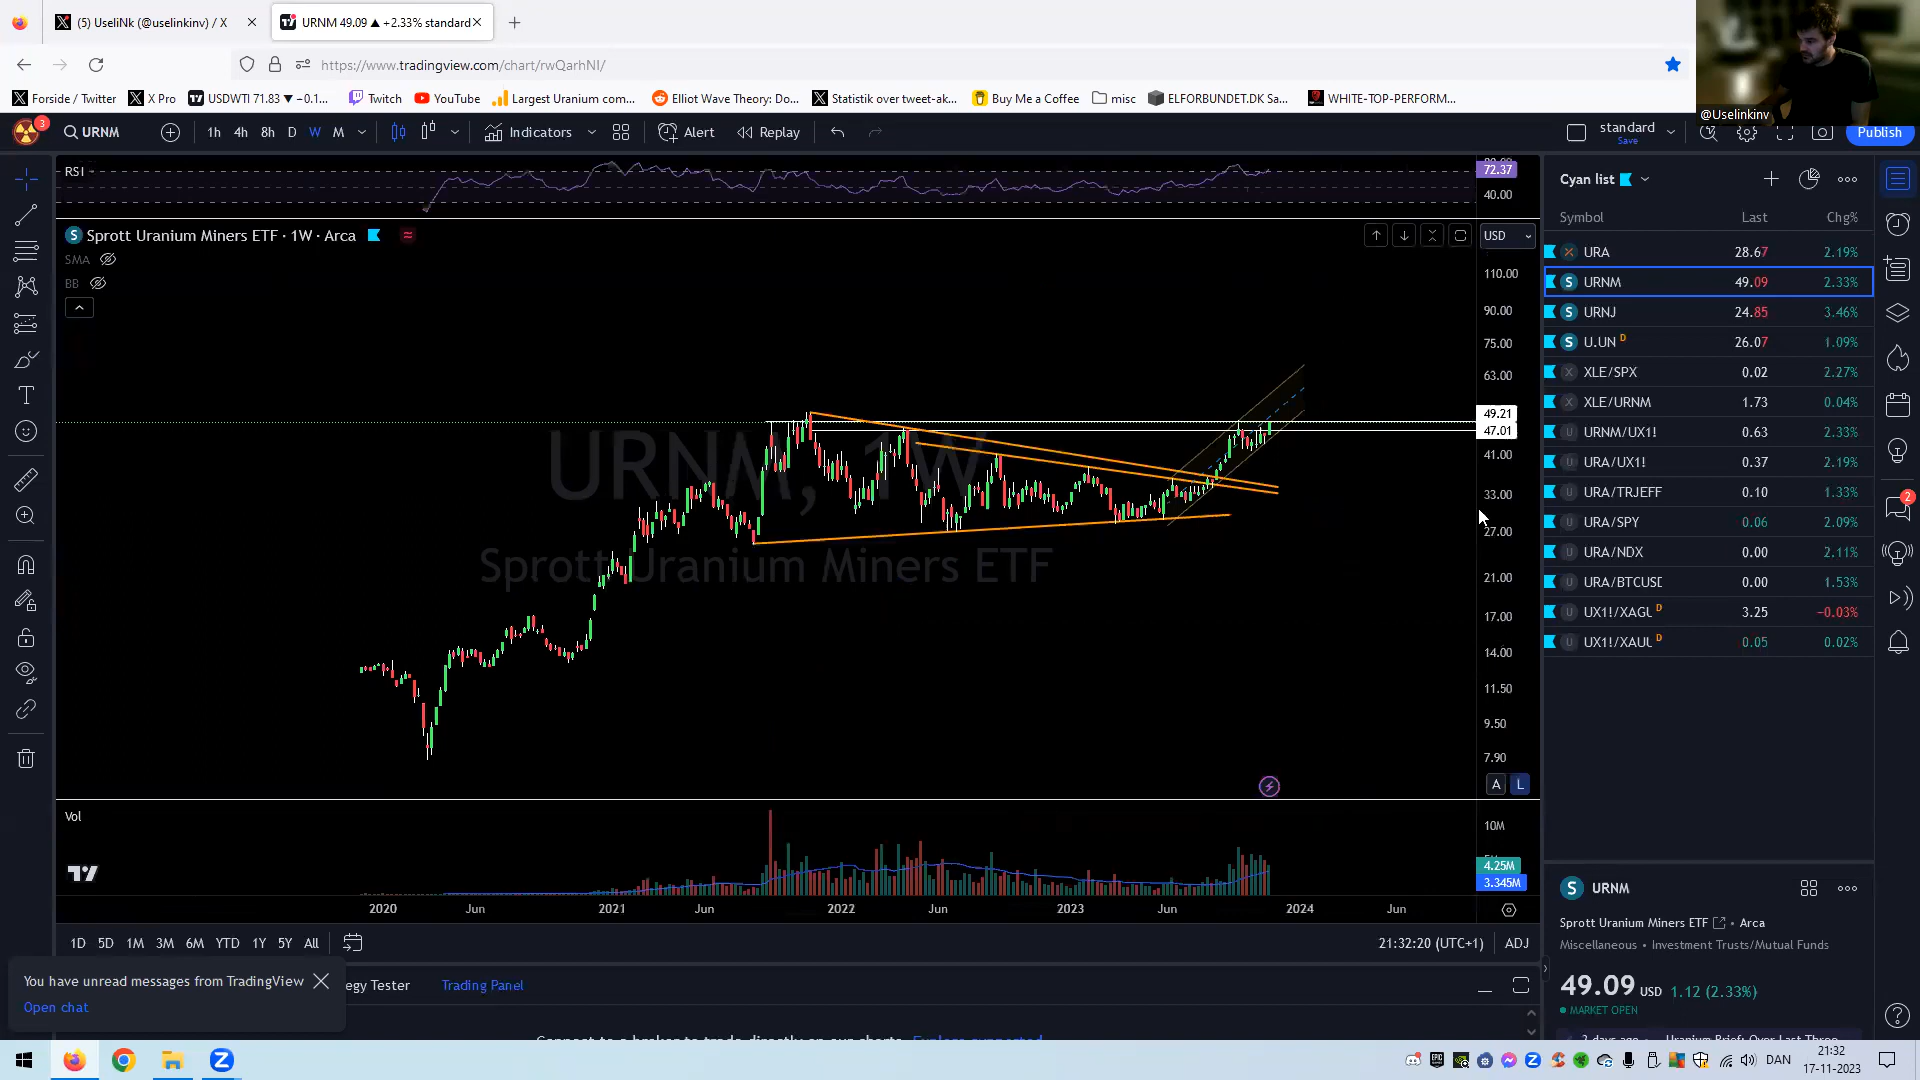 (5) UseliNk (@uselinkinv) / X
URNM 49.09 ▲ +2.33% standard
https://www.tradingview.com/chart/rwQarhNI/
Forside / Twitter
X Pro
USDWTI 71.83 ▼ −0.1...
Twitch
YouTube
Largest Uranium com...
Elliot Wave Theory: Do...
Statistik over tweet-ak...
Buy Me a Coffee
misc
ELFORBUNDET.DK Sa...
WHITE-TOP-PERFORM...
@Uselinkinv
3
URNM
1h 4h 8h D W M
Indicators
Alert
Replay
standard
Save
Publish
RSI
72.37
40.00
Sprott Uranium Miners ETF · 1W · Arca
USD
SMA
BB
110.00
90.00
75.00
63.00
49.21
47.01
41.00
33.00
27.00
21.00
17.00
14.00
11.50
9.50
7.90
URNM, 1W
Sprott Uranium Miners ETF
A L
Vol
10M
4.25M
3.345M
2020 Jun 2021 Jun 2022 Jun 2023 Jun 2024 Jun
1D 5D 1M 3M 6M YTD 1Y 5Y All
21:32:20 (UTC+1) ADJ
You have unread messages from TradingView
Open chat
egy Tester
Trading Panel
Cyan list
Symbol Last Chg%
URA 28.67 2.19%
URNM 49.09 2.33%
URNJ 24.85 3.46%
U.UN D 26.07 1.09%
XLE/SPX 0.02 2.27%
XLE/URNM 1.73 0.04%
URNM/UX1! 0.63 2.33%
URA/UX1! 0.37 2.19%
URA/TRJEFF 0.10 1.33%
URA/SPY 0.06 2.09%
URA/NDX 0.00 2.11%
URA/BTCUSD 0.00 1.53%
UX1!/XAGU D 3.25 −0.03%
UX1!/XAUU D 0.05 0.02%
2
URNM
Sprott Uranium Miners ETF • Arca
Miscellaneous • Investment Trusts/Mutual Funds
49.09 USD 1.12 (2.33%)
MARKET OPEN
DAN
21:32
17-11-2023